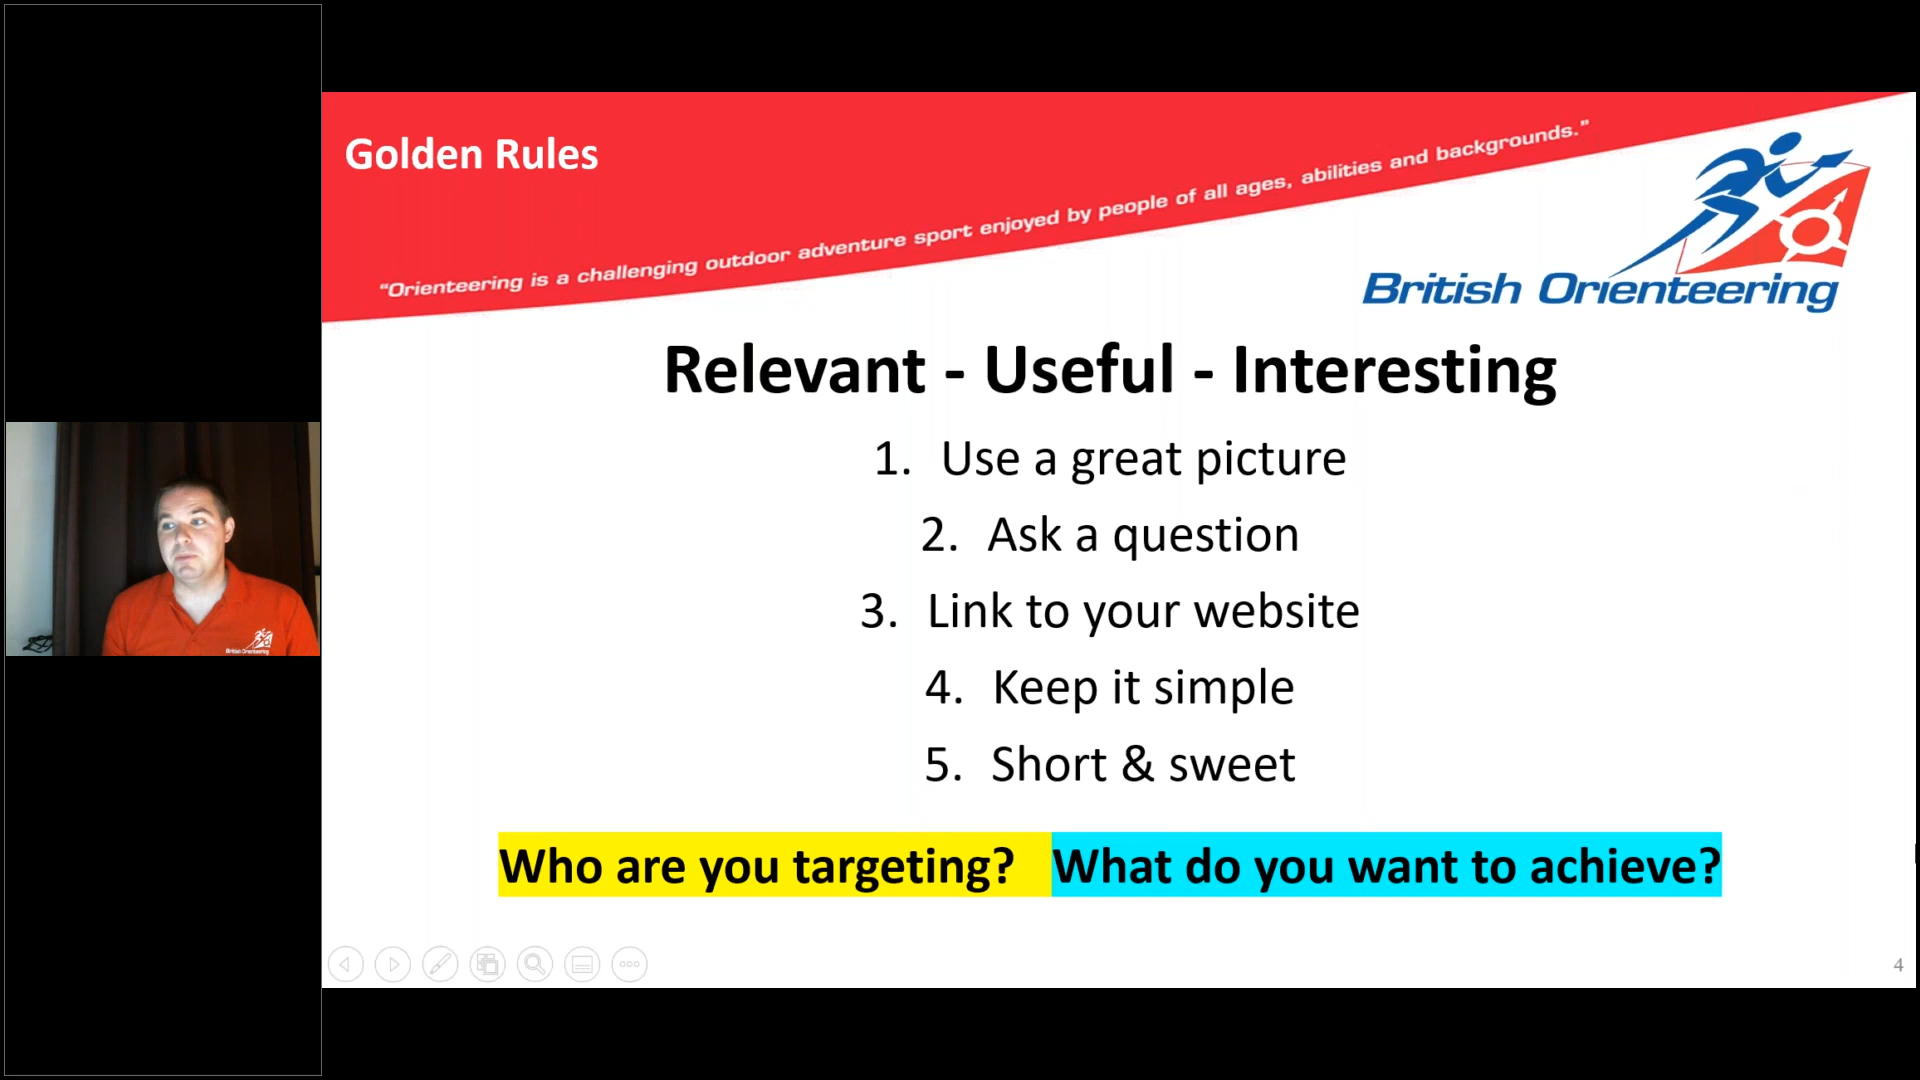 Golden Rules
"Orienteering is a challenging outdoor adventure sport enjoyed by people of all ages, abilities and backgrounds."
British Orienteering
Relevant - Useful - Interesting
1. Use a great picture
2. Ask a question
3. Link to your website
4. Keep it simple
5. Short & sweet
Who are you targeting? What do you want to achieve?
British Orienteering
4